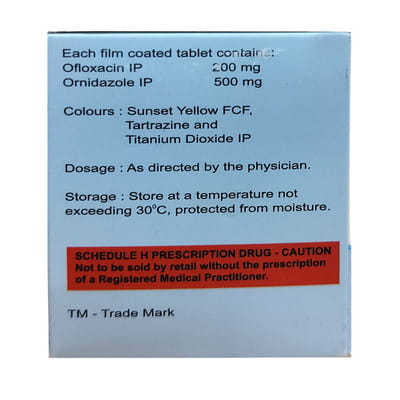 Each film coated tablet contains:
Ofloxacin IP 200 mg
Ornidazole IP 500 mg
Colours : Sunset Yellow FCF,
Tartrazine and
Titanium Dioxide IP
Dosage : As directed by the physician.
Storage : Store at a temperature not
exceeding 30°C, protected from moisture.
SCHEDULE H PRESCRIPTION DRUG - CAUTION
Not to be sold by retail without the prescription
of a Registered Medical Practitioner.
TM - Trade Mark